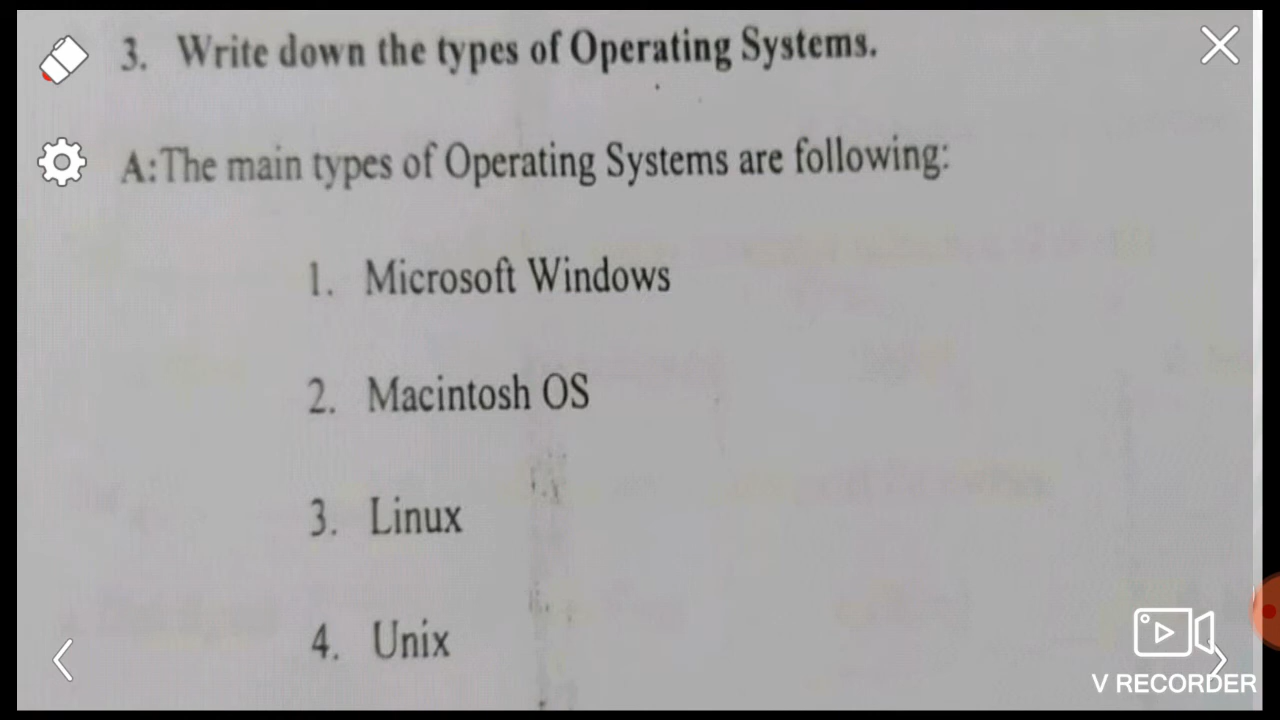 3. Write down the types of Operating Systems.
A:The main types of Operating Systems are following:
1. Microsoft Windows
2. Macintosh OS
3. Linux
4. Unix
V RECORDER